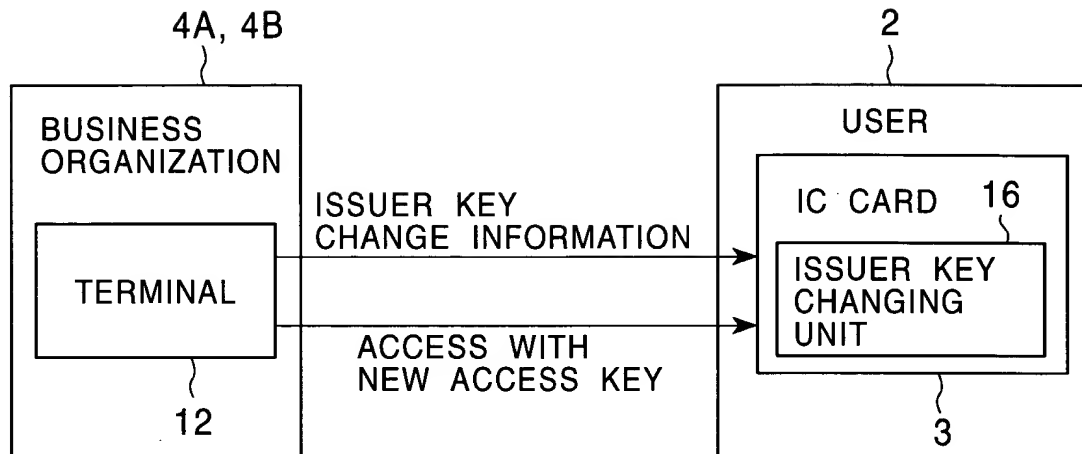 4A, 4B
2
BUSINESS
ORGANIZATION
USER
ISSUER KEY
CHANGE INFORMATION
IC CARD
16
TERMINAL
ISSUER KEY
CHANGING
UNIT
ACCESS WITH
NEW ACCESS KEY
12
3